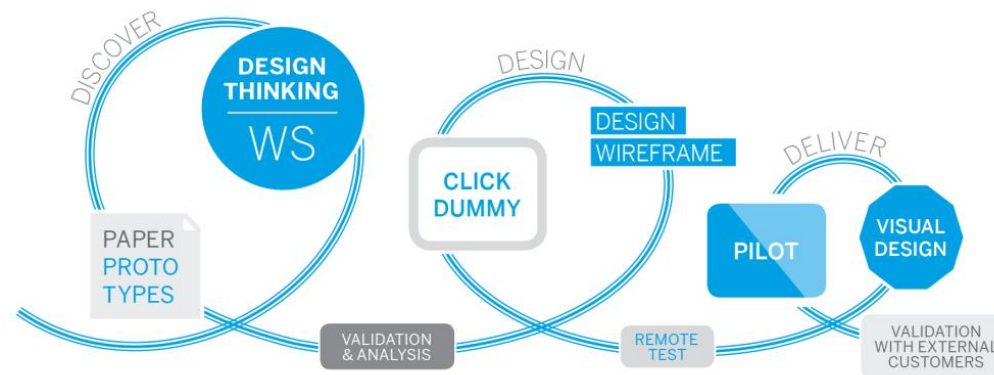 DISCOVER
DESIGN
THINKING
WS
PAPER
PROTO
TYPES
VALIDATION
& ANALYSIS
DESIGN
CLICK
DUMMY
DESIGN
WIREFRAME
REMOTE
TEST
DELIVER
PILOT
VISUAL
DESIGN
VALIDATION
WITH EXTERNAL
CUSTOMERS